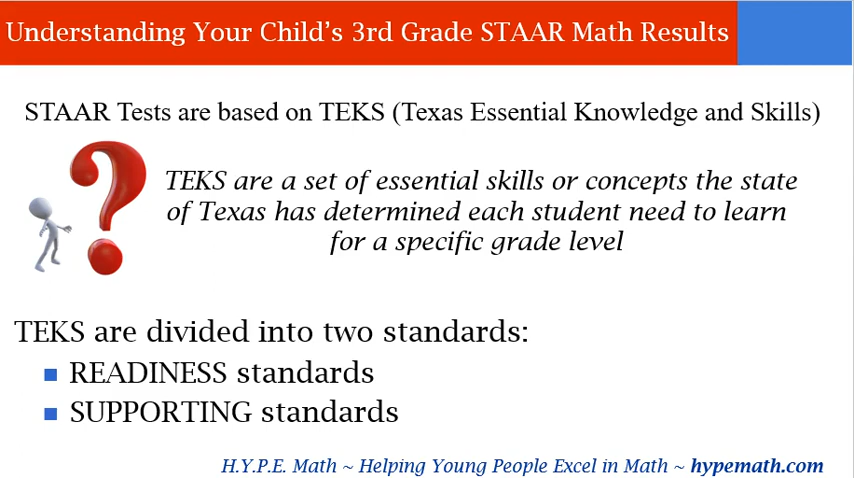 Understanding Your Child’s 3rd Grade STAAR Math Results
STAAR Tests are based on TEKS (Texas Essential Knowledge and Skills)
TEKS are a set of essential skills or concepts the state
of Texas has determined each student need to learn
for a specific grade level
TEKS are divided into two standards:
READINESS standards
SUPPORTING standards
H.Y.P.E. Math ~ Helping Young People Excel in Math ~ hypemath.com